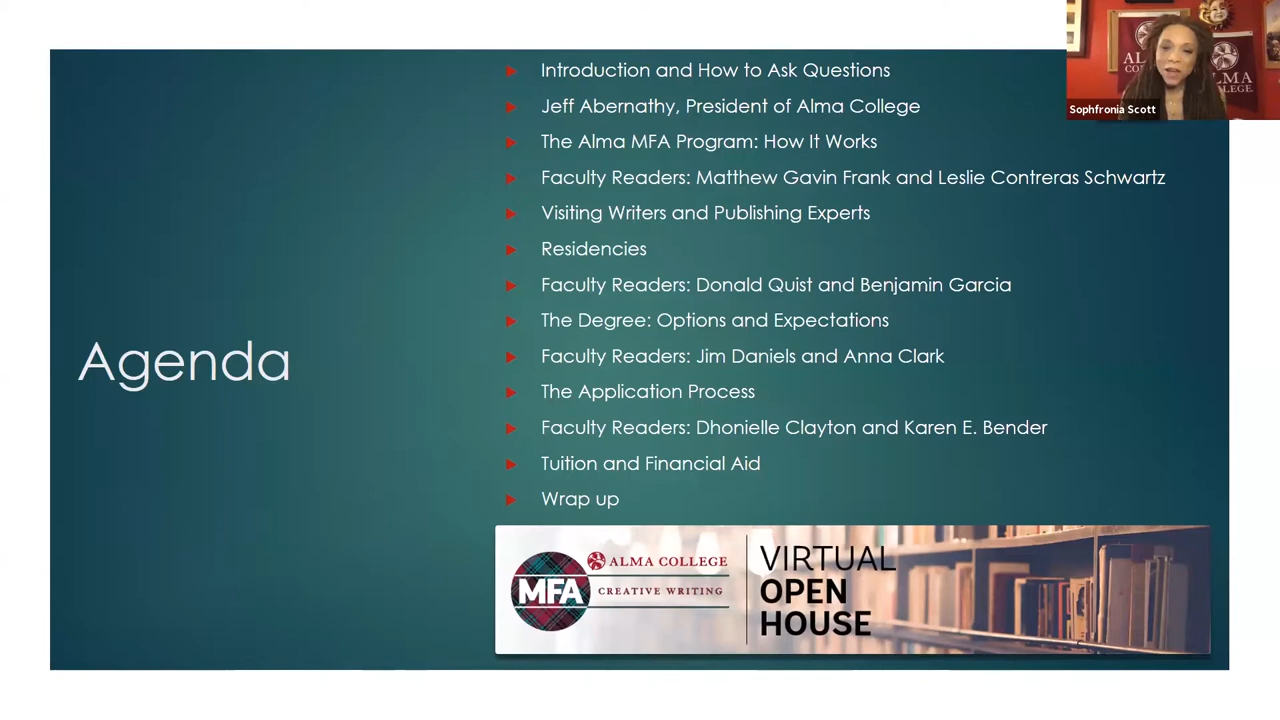 Agenda
Introduction and How to Ask Questions
Jeff Abernathy, President of Alma College
The Alma MFA Program: How It Works
Faculty Readers: Matthew Gavin Frank and Leslie Contreras Schwartz
Visiting Writers and Publishing Experts
Residencies
Faculty Readers: Donald Quist and Benjamin Garcia
The Degree: Options and Expectations
Faculty Readers: Jim Daniels and Anna Clark
The Application Process
Faculty Readers: Dhonielle Clayton and Karen E. Bender
Tuition and Financial Aid
Wrap up
MFA
ALMA COLLEGE
CREATIVE WRITING
VIRTUAL
OPEN
HOUSE
ALMA
COLLEGE
Sophfronia Scott